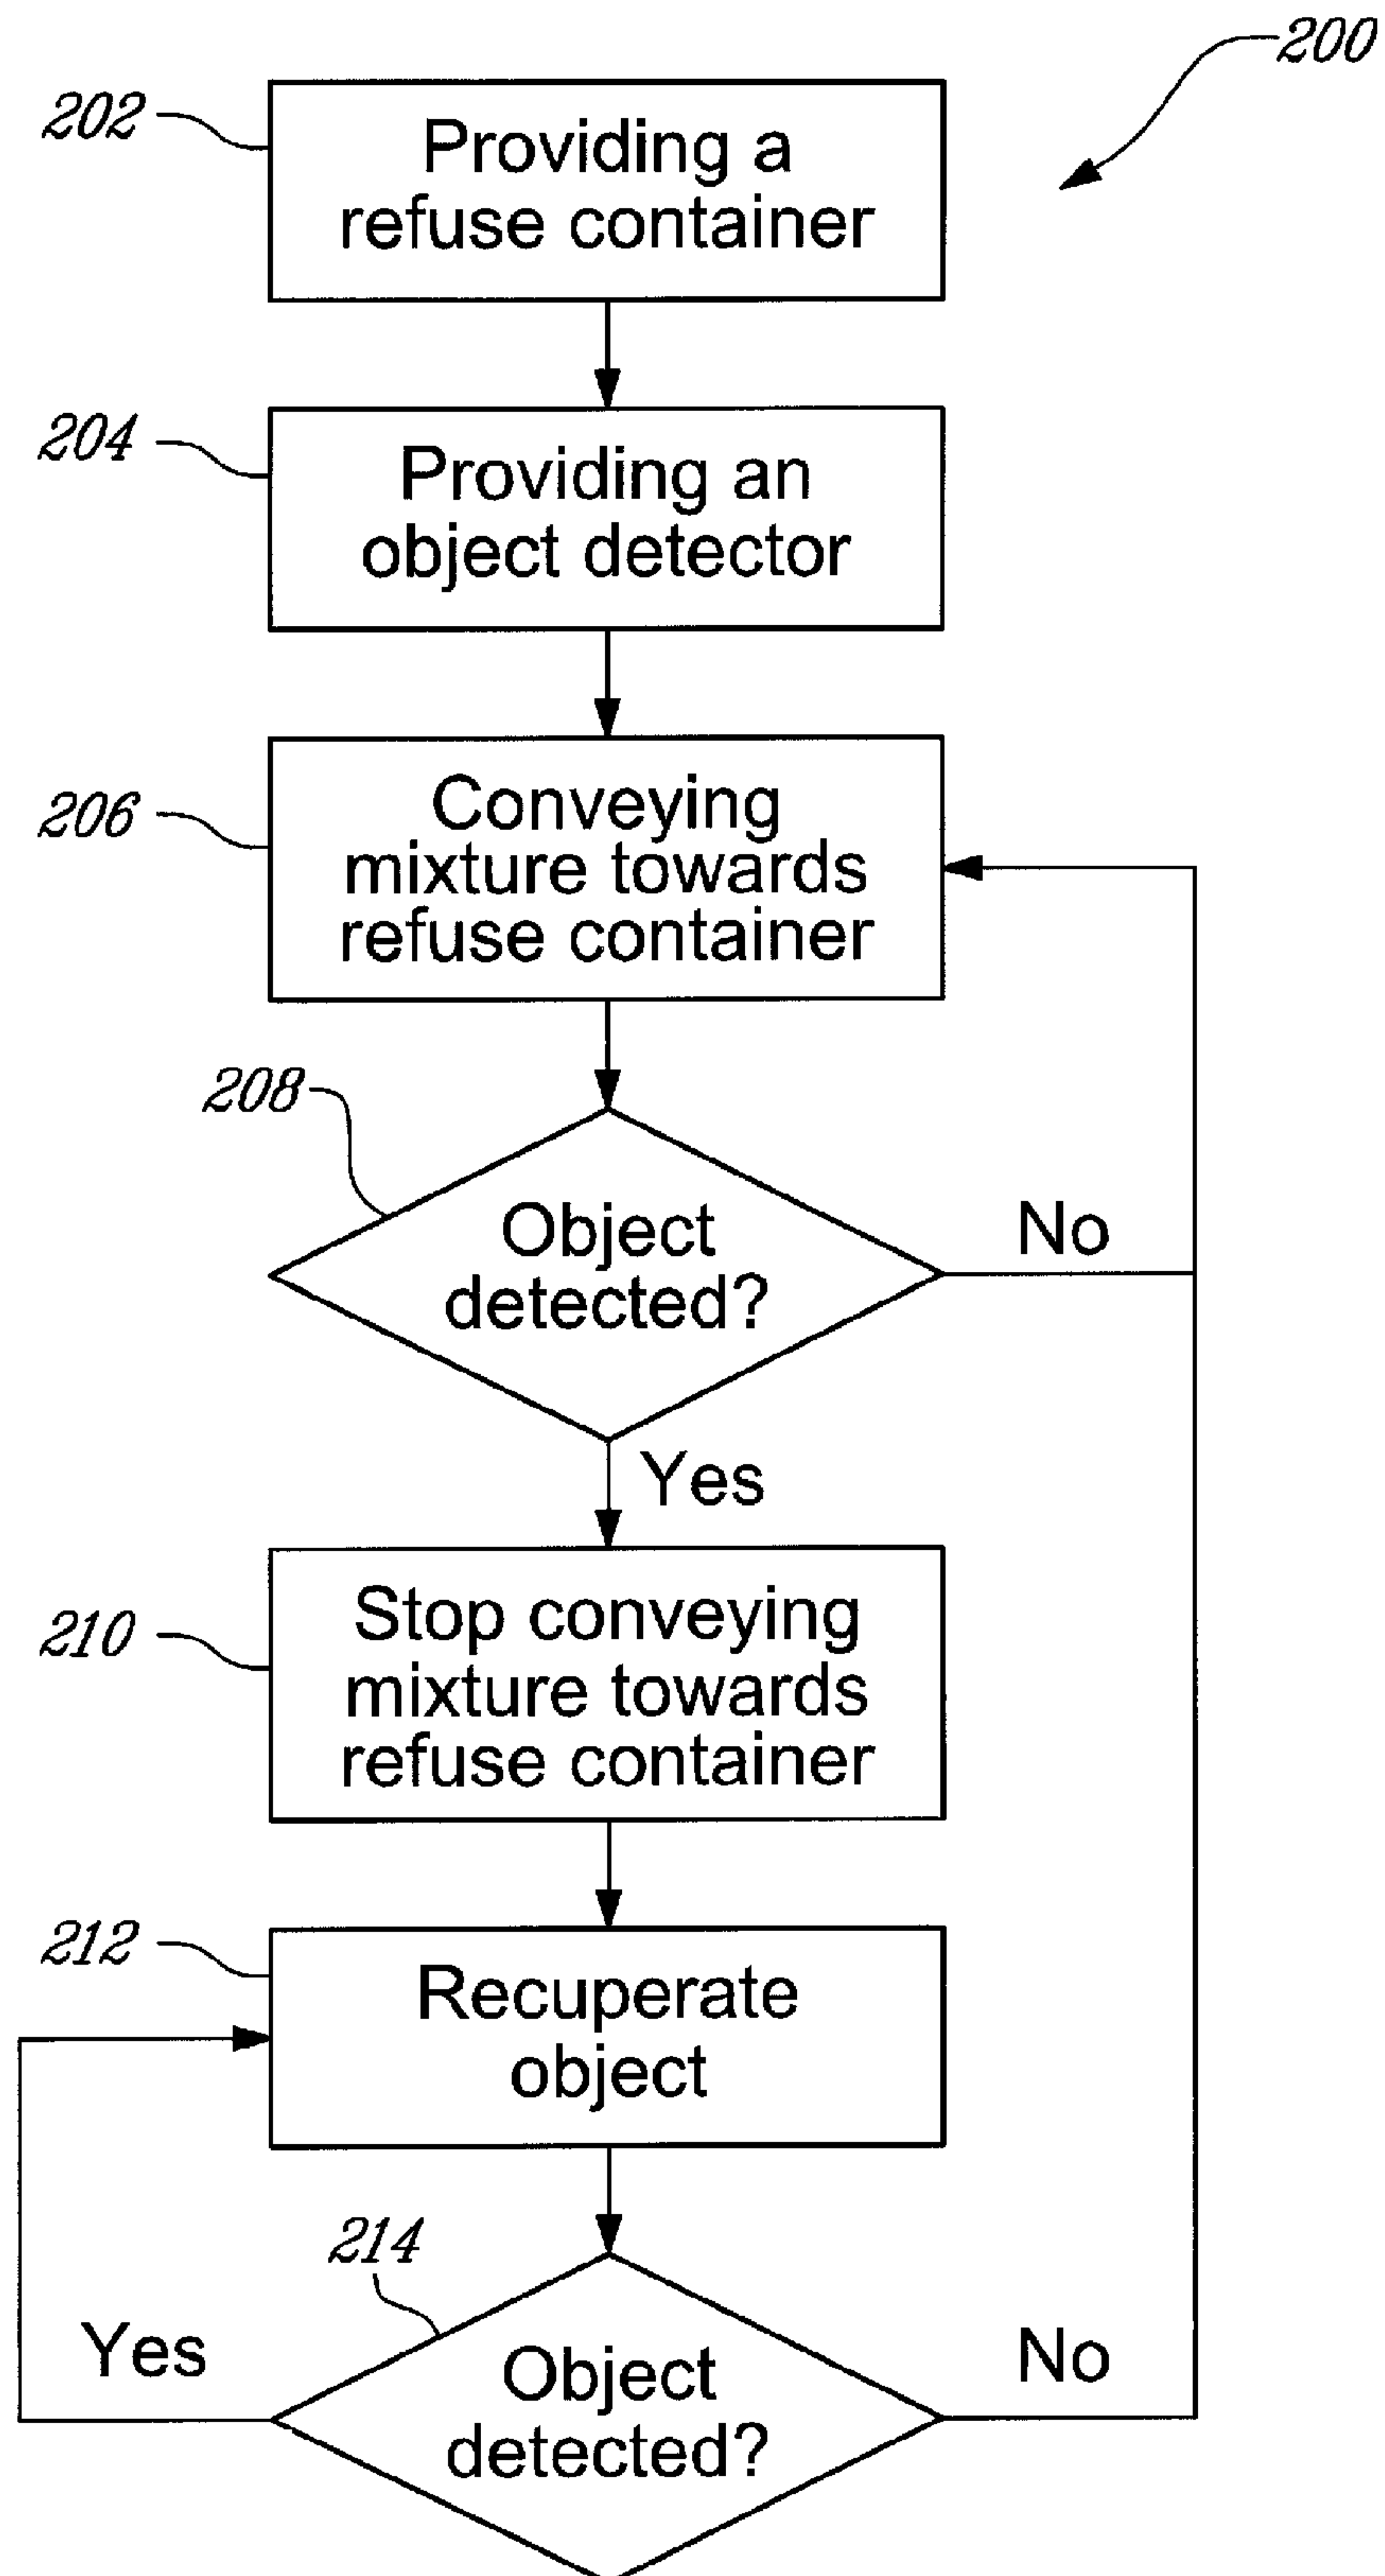 200
202
Providing a
refuse container
204
Providing an
object detector
206
Conveying
mixture towards
refuse container
208
Object
detected?
No
Yes
210
Stop conveying
mixture towards
refuse container
212
Recuperate
object
214
Yes
Object
detected?
No